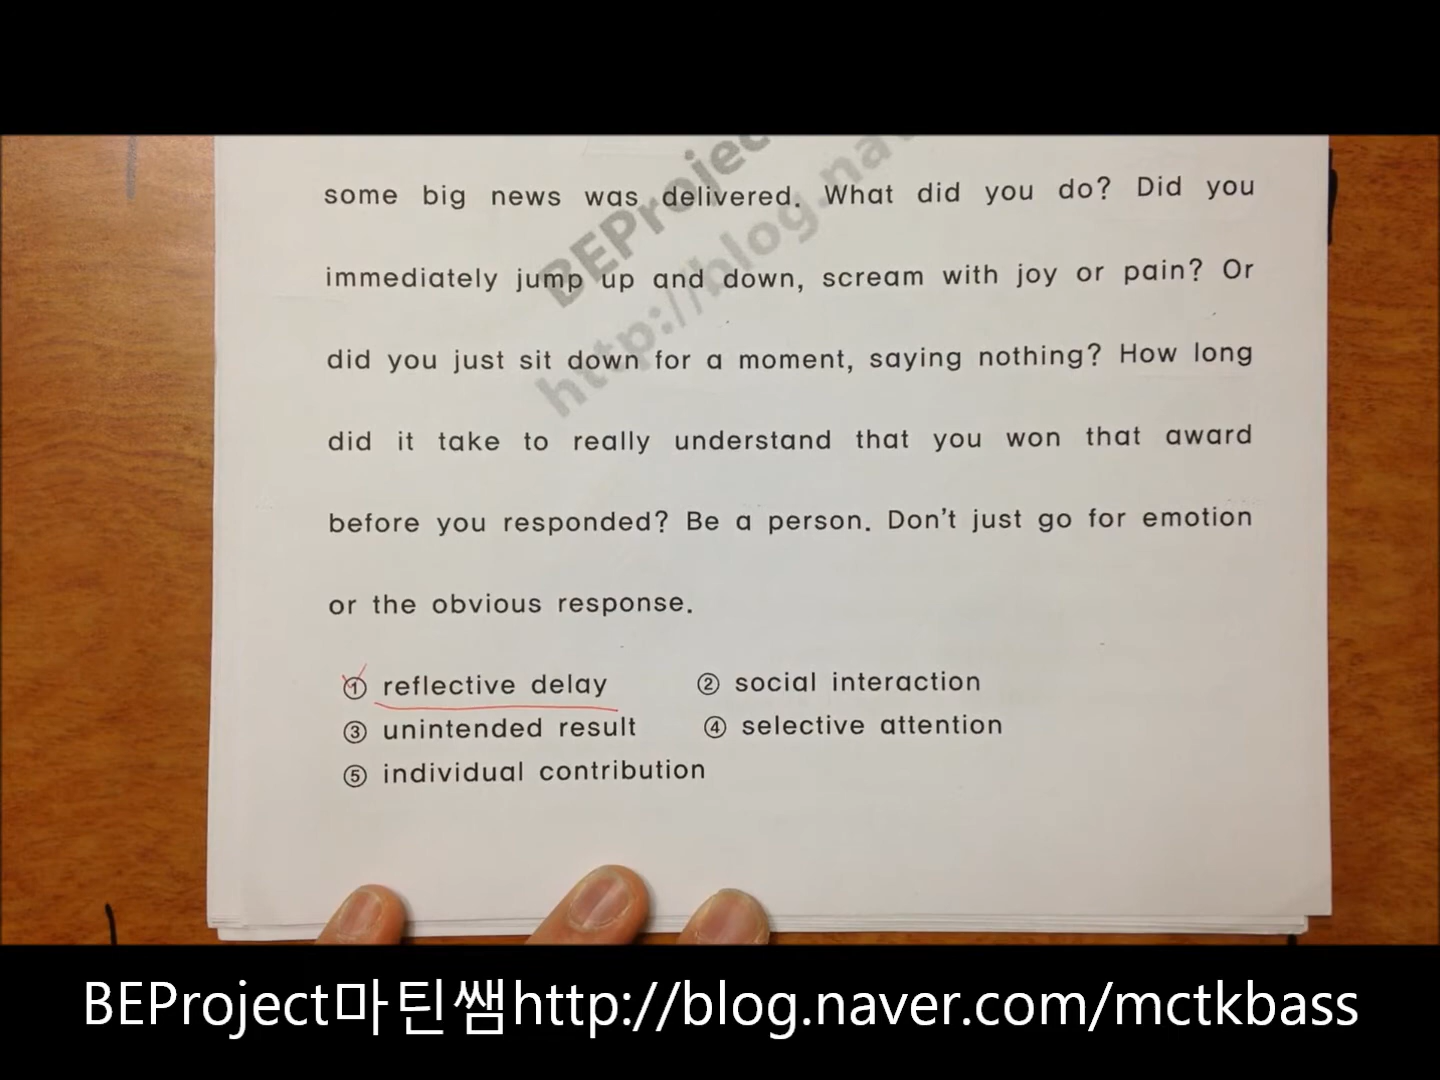 BEProjec
http://blog.nav
some big news was delivered. What did you do? Did you
immediately jump up and down, scream with joy or pain? Or
did you just sit down for a moment, saying nothing? How long
did it take to really understand that you won that award
before you responded? Be a person. Don't just go for emotion
or the obvious response.
① reflective delay ② social interaction
③ unintended result ④ selective attention
⑤ individual contribution
BEProject마틴쌤http://blog.naver.com/mctkbass